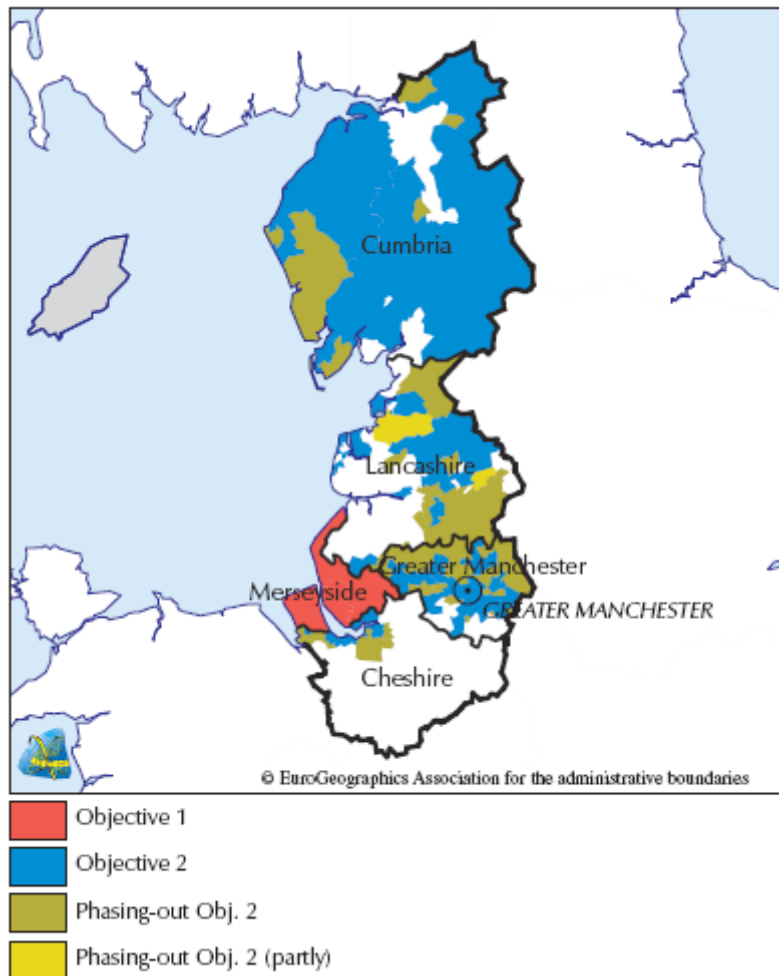 Cumbria
Lancashire
Greater Manchester
Merseyside
GREATER MANCHESTER
Cheshire
© EuroGeographics Association for the administrative boundaries
Objective 1
Objective 2
Phasing-out Obj. 2
Phasing-out Obj. 2 (partly)